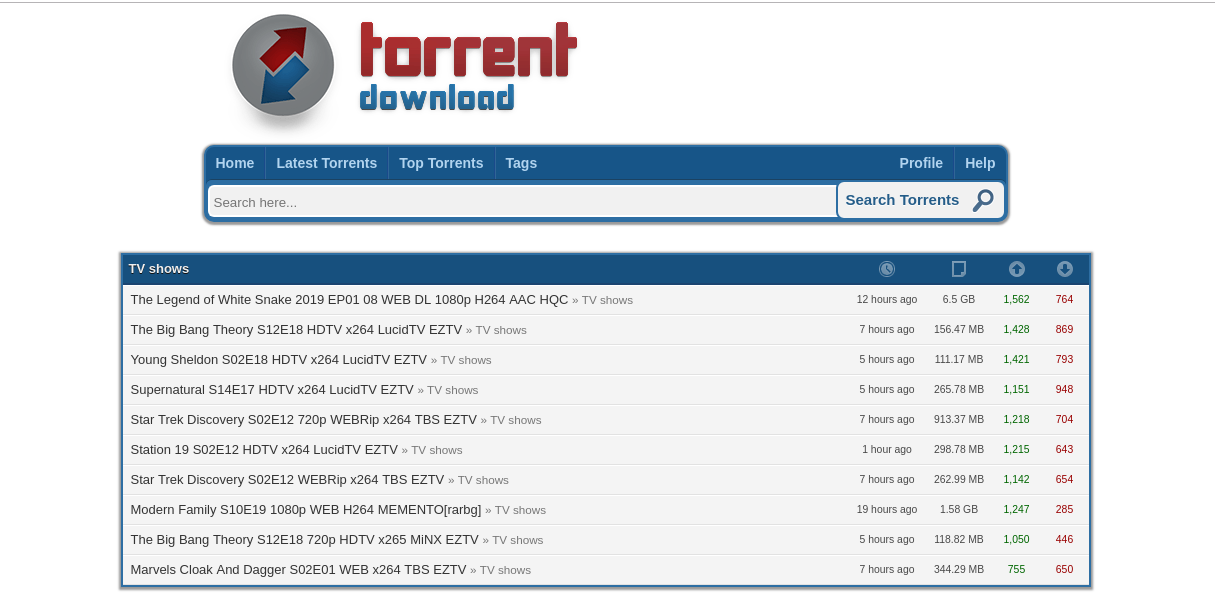 torrent
download
Home Latest Torrents Top Torrents Tags Profile Help
Search here... Search Torrents
TV shows
The Legend of White Snake 2019 EP01 08 WEB DL 1080p H264 AAC HQC » TV shows 12 hours ago 6.5 GB 1,562 764
The Big Bang Theory S12E18 HDTV x264 LucidTV EZTV » TV shows 7 hours ago 156.47 MB 1,428 869
Young Sheldon S02E18 HDTV x264 LucidTV EZTV » TV shows 5 hours ago 111.17 MB 1,421 793
Supernatural S14E17 HDTV x264 LucidTV EZTV » TV shows 5 hours ago 265.78 MB 1,151 948
Star Trek Discovery S02E12 720p WEBRip x264 TBS EZTV » TV shows 7 hours ago 913.37 MB 1,218 704
Station 19 S02E12 HDTV x264 LucidTV EZTV » TV shows 1 hour ago 298.78 MB 1,215 643
Star Trek Discovery S02E12 WEBRip x264 TBS EZTV » TV shows 7 hours ago 262.99 MB 1,142 654
Modern Family S10E19 1080p WEB H264 MEMENTO[rarbg] » TV shows 19 hours ago 1.58 GB 1,247 285
The Big Bang Theory S12E18 720p HDTV x265 MiNX EZTV » TV shows 5 hours ago 118.82 MB 1,050 446
Marvels Cloak And Dagger S02E01 WEB x264 TBS EZTV » TV shows 7 hours ago 344.29 MB 755 650